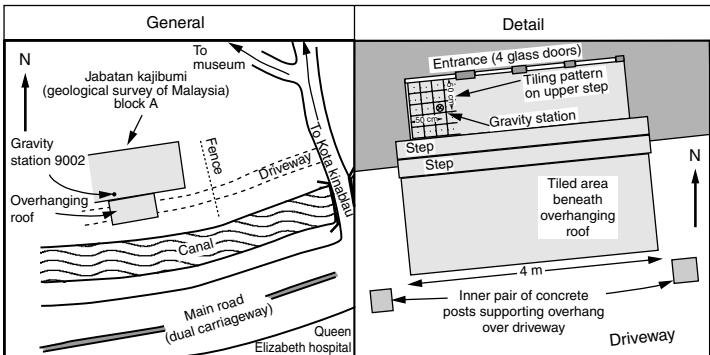 General
Detail
N
To
museum
Jabatan kajibumi
(geological survey of Malaysia)
block A
Gravity
station 9002
Overhanging
roof
Fence
Driveway
To Kota kinablau
Canal
Main road
(dual carriageway)
Queen
Elizabeth hospital
Entrance (4 glass doors)
Tiling pattern
on upper step
50 cm
50 cm
Gravity station
Step
Step
N
Tiled area
beneath
overhanging
roof
4 m
Inner pair of concrete
posts supporting overhang
over driveway
Driveway